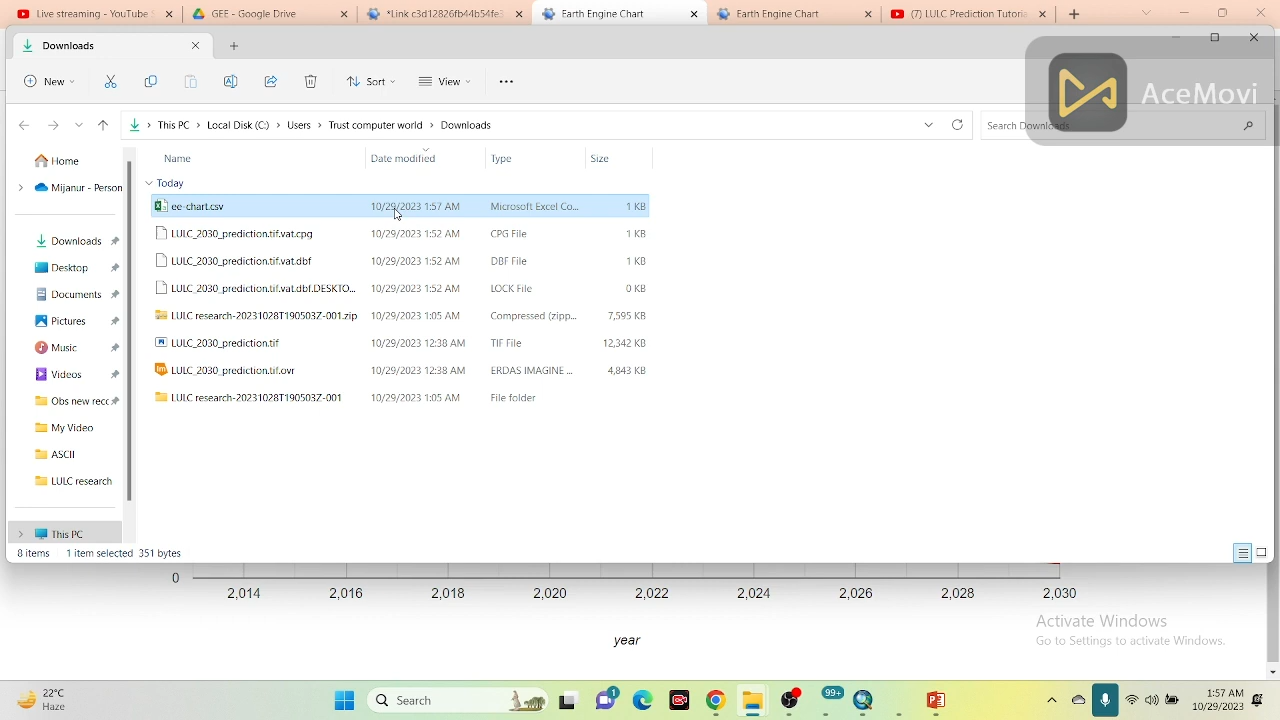 YouTube Studio
GEE - Google Drive
*Link c3d12826d44b54fe3
Earth Engine Chart
Earth Engine Chart
(7) LULC Prediction Tutoria
Downloads
New
Sort
View
AceMovi
This PC > Local Disk (C:) > Users > Trust computer world > Downloads
Search Downloads
Name Date modified Type Size
Home
Mijanur - Person
Downloads
Desktop
Documents
Pictures
Music
Videos
Obs new recc
My Video
ASCII
LULC research
This PC
Today
ee-chart.csv 10/29/2023 1:57 AM Microsoft Excel Co... 1 KB
LULC_2030_prediction.tif.vat.cpg 10/29/2023 1:52 AM CPG File 1 KB
LULC_2030_prediction.tif.vat.dbf 10/29/2023 1:52 AM DBF File 1 KB
LULC_2030_prediction.tif.vat.dbf.DESKTO... 10/29/2023 1:52 AM LOCK File 0 KB
LULC research-20231028T190503Z-001.zip 10/29/2023 1:05 AM Compressed (zipp... 7,595 KB
LULC_2030_prediction.tif 10/29/2023 12:38 AM TIF File 12,342 KB
LULC_2030_prediction.tif.ovr 10/29/2023 12:38 AM ERDAS IMAGINE ... 4,843 KB
LULC research-20231028T190503Z-001 10/29/2023 1:05 AM File folder
8 items 1 item selected 351 bytes
0
2,014 2,016 2,018 2,020 2,022 2,024 2,026 2,028 2,030
year
Activate Windows
Go to Settings to activate Windows.
22°C
Haze
Search
1
99+
1:57 AM
10/29/2023